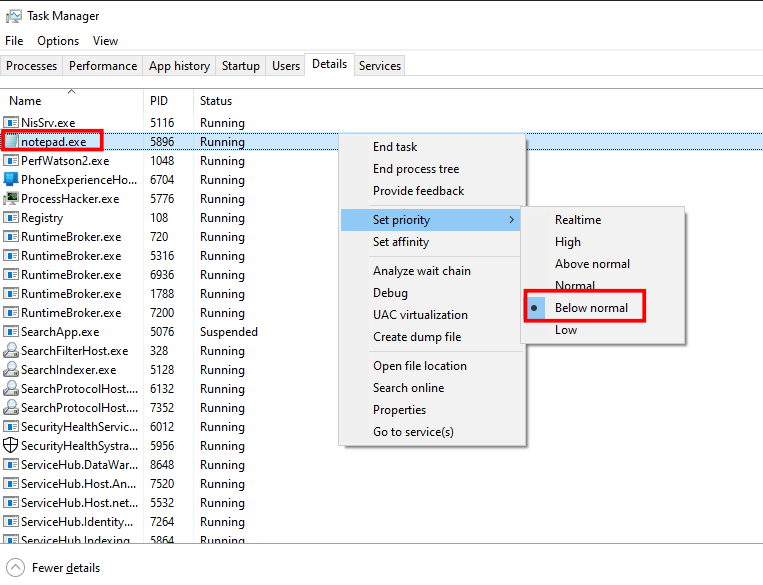 Task Manager
File Options View
Processes Performance App history Startup Users Details Services
Name PID Status
NisSrv.exe 5116 Running
notepad.exe 5896 Running
PerfWatson2.exe 1048 Running
PhoneExperienceHo... 6704 Running
ProcessHacker.exe 5776 Running
Registry 108 Running
RuntimeBroker.exe 720 Running
RuntimeBroker.exe 5316 Running
RuntimeBroker.exe 6936 Running
RuntimeBroker.exe 1788 Running
RuntimeBroker.exe 7200 Running
SearchApp.exe 5076 Suspended
SearchFilterHost.exe 328 Running
SearchIndexer.exe 5128 Running
SearchProtocolHost.... 6132 Running
SearchProtocolHost.... 7352 Running
SecurityHealthServic... 6012 Running
SecurityHealthSystra... 5956 Running
ServiceHub.DataWar... 8648 Running
ServiceHub.Host.An... 7520 Running
ServiceHub.Host.net... 5532 Running
ServiceHub.Identity... 7264 Running
ServiceHub.Indexing 5864 Running
End task
End process tree
Provide feedback
Set priority
Set affinity
Analyze wait chain
Debug
UAC virtualization
Create dump file
Open file location
Search online
Properties
Go to service(s)
Realtime
High
Above normal
Normal
Below normal
Low
Fewer details